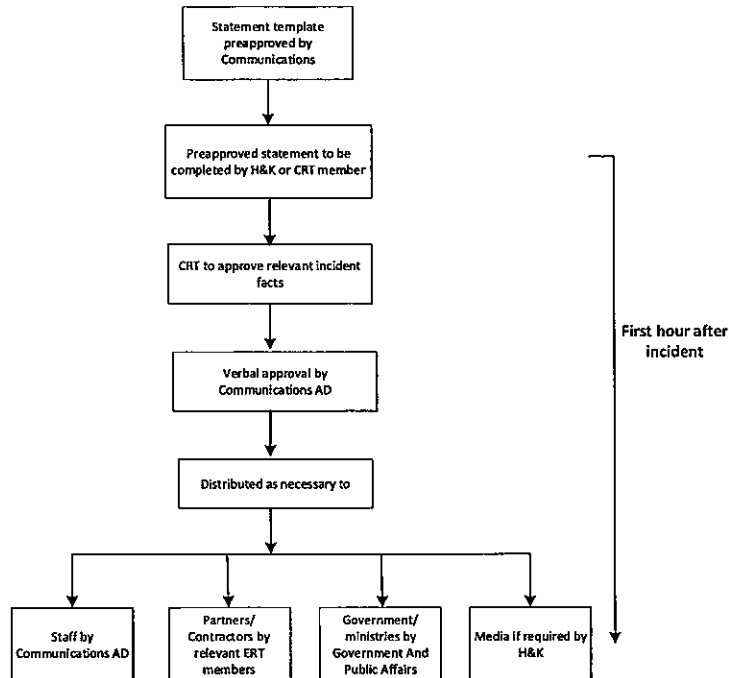 Statement template
preapproved by
Communications
Preapproved statement to be
completed by H&K or CRT member
CRT to approve relevant incident
facts
First hour after
incident
Verbal approval by
Communications AD
Distributed as necessary to
Staff by
Communications AD
Partners/
Contractors by
relevant ERT
members
Government/
ministries by
Government And
Public Affairs
Media if required by
H&K